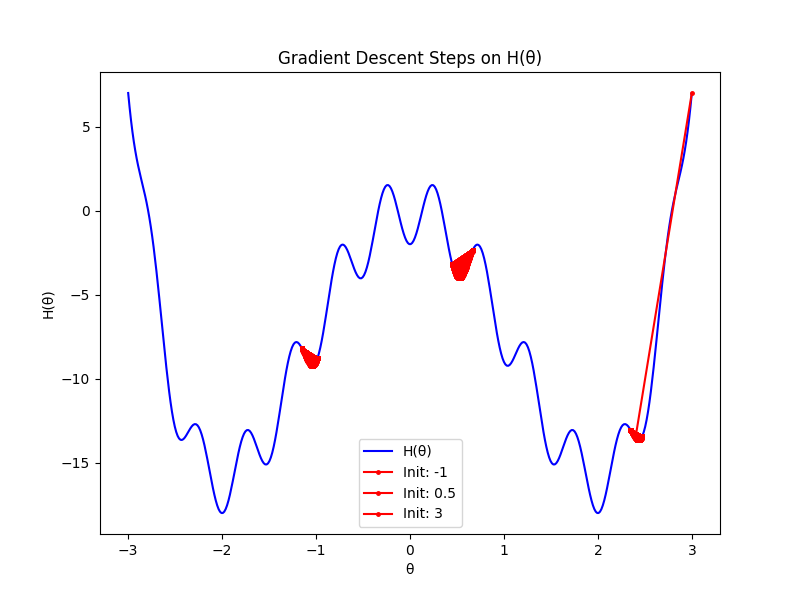 Gradient Descent Steps on H(θ)
H(θ)
5
0
−5
−10
−15
H(θ)
Init: -1
Init: 0.5
Init: 3
−3 −2 −1 0 1 2 3
θ